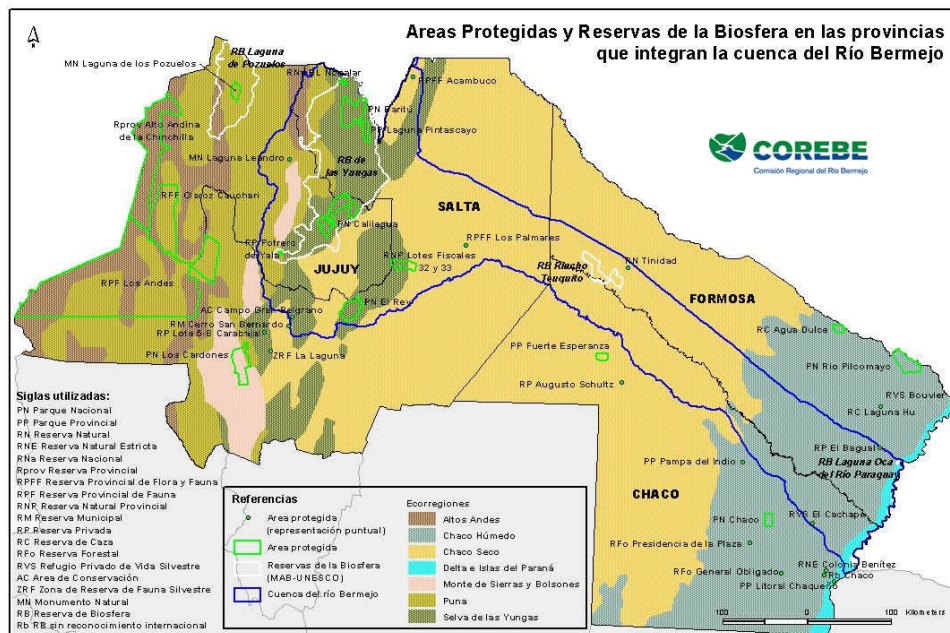 Areas Protegidas y Reservas de la Biosfera en las provincias
que integran la cuenca del Río Bermejo
COREBE
Comisión Regional del Río Bermejo
RB Laguna
de Pozuelos
MN Laguna de los Pozuelos
RPFF Acambuco
PN Baritú
PP Laguna Pintascayo
Rprov Alto Andina
de la Chinchilla
MN Laguna Leandro
RB de
las Yungas
RFF Olaroz Cauchari
PN Calilegua
SALTA
RPFF Los Palmares
RP Potrero
de Yala
JUJUY
RNP Lotes Fiscales
32 y 33
RN Trinidad
RB Riacho
Teuquito
FORMOSA
RPF Los Andes
PN El Rey
AC Campo Gral. Belgrano
RM Cerro San Bernardo
RP Lote 5-B Carabajal
RC Agua Dulce
PN Los Cardones
ZRF La Laguna
PP Fuerte Esperanza
PN Rio Pilcomayo
RP Augusto Schultz
RVS Bouvier
RC Laguna Hu
RP El Bagual
RB Laguna Oca
del Río Paraguay
PP Pampa del Indio
CHACO
PN Chaco
RVS El Cachape
RFo Presidencia de la Plaza
RFo General Obligado
RNE Colonia Benitez
Rb Chaco
PP Litoral Chaqueño
Siglas utilizadas:
PN Parque Nacional
PP Parque Provincial
RN Reserva Natural
RNE Reserva Natural Estricta
RNa Reserva Nacional
Rprov Reserva Provincial
RPFF Reserva Provincial de Flora y Fauna
RPF Reserva Provincial de Fauna
RNP Reserva Natural Provincial
RM Reserva Municipal
RP Reserva Privada
RC Reserva de Caza
RFo Reserva Forestal
RVS Refugio Privado de Vida Silvestre
AC Area de Conservación
ZRF Zona de Reserva de Fauna Silvestre
MN Monumento Natural
RB Reserva de Biosfera
Rb RB sin reconocimiento internacional
Referencias
Area protegida
(representación puntual)
Area protegida
Reservas de la Biosfera
(MAB-UNESCO)
Cuenca del río Bermejo
Ecorregiones
Altos Andes
Chaco Húmedo
Chaco Seco
Delta e Islas del Paraná
Monte de Sierras y Bolsones
Puna
Selva de las Yungas
100 0 100 Kilometers